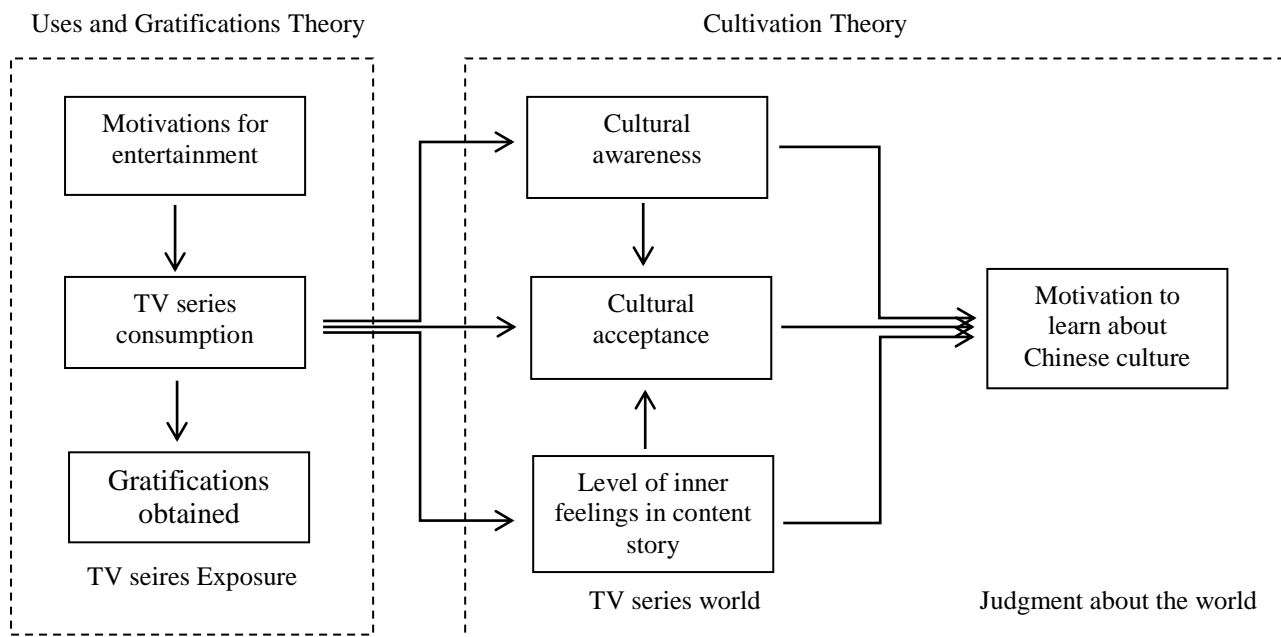 Uses and Gratifications Theory
Cultivation Theory
Motivations for
entertainment
TV series
consumption
Gratifications
obtained
TV seires Exposure
Cultural
awareness
Cultural
acceptance
Level of inner
feelings in content
story
TV series world
Motivation to
learn about
Chinese culture
Judgment about the world